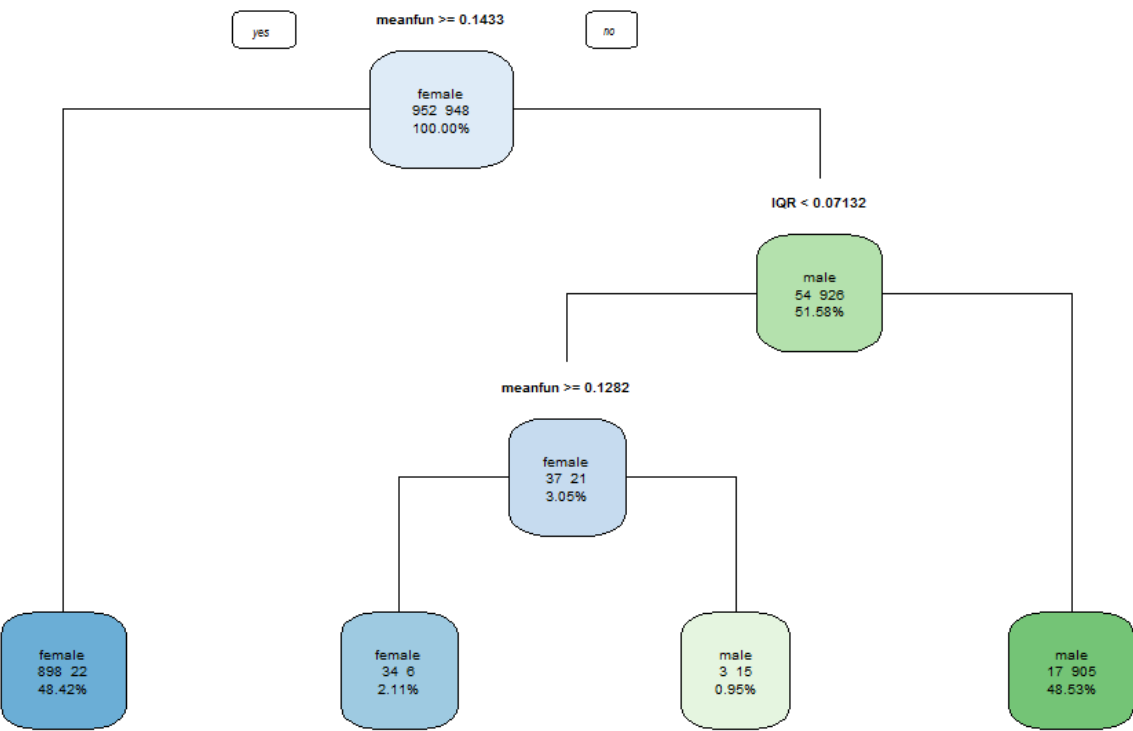 meanfun >= 0.1433
yes
no
female
952 948
100.00%
IQR < 0.07132
male
54 926
51.58%
meanfun >= 0.1282
female
37 21
3.05%
female
898 22
48.42%
female
34 6
2.11%
male
3 15
0.95%
male
17 905
48.53%